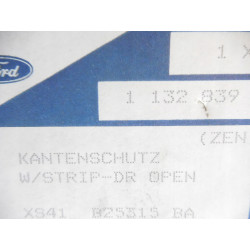 Ford
1 X
1 132 839
(ZEN
KANTENSCHUTZ
W/STRIP-DR OPEN
XS41 B25315 BA